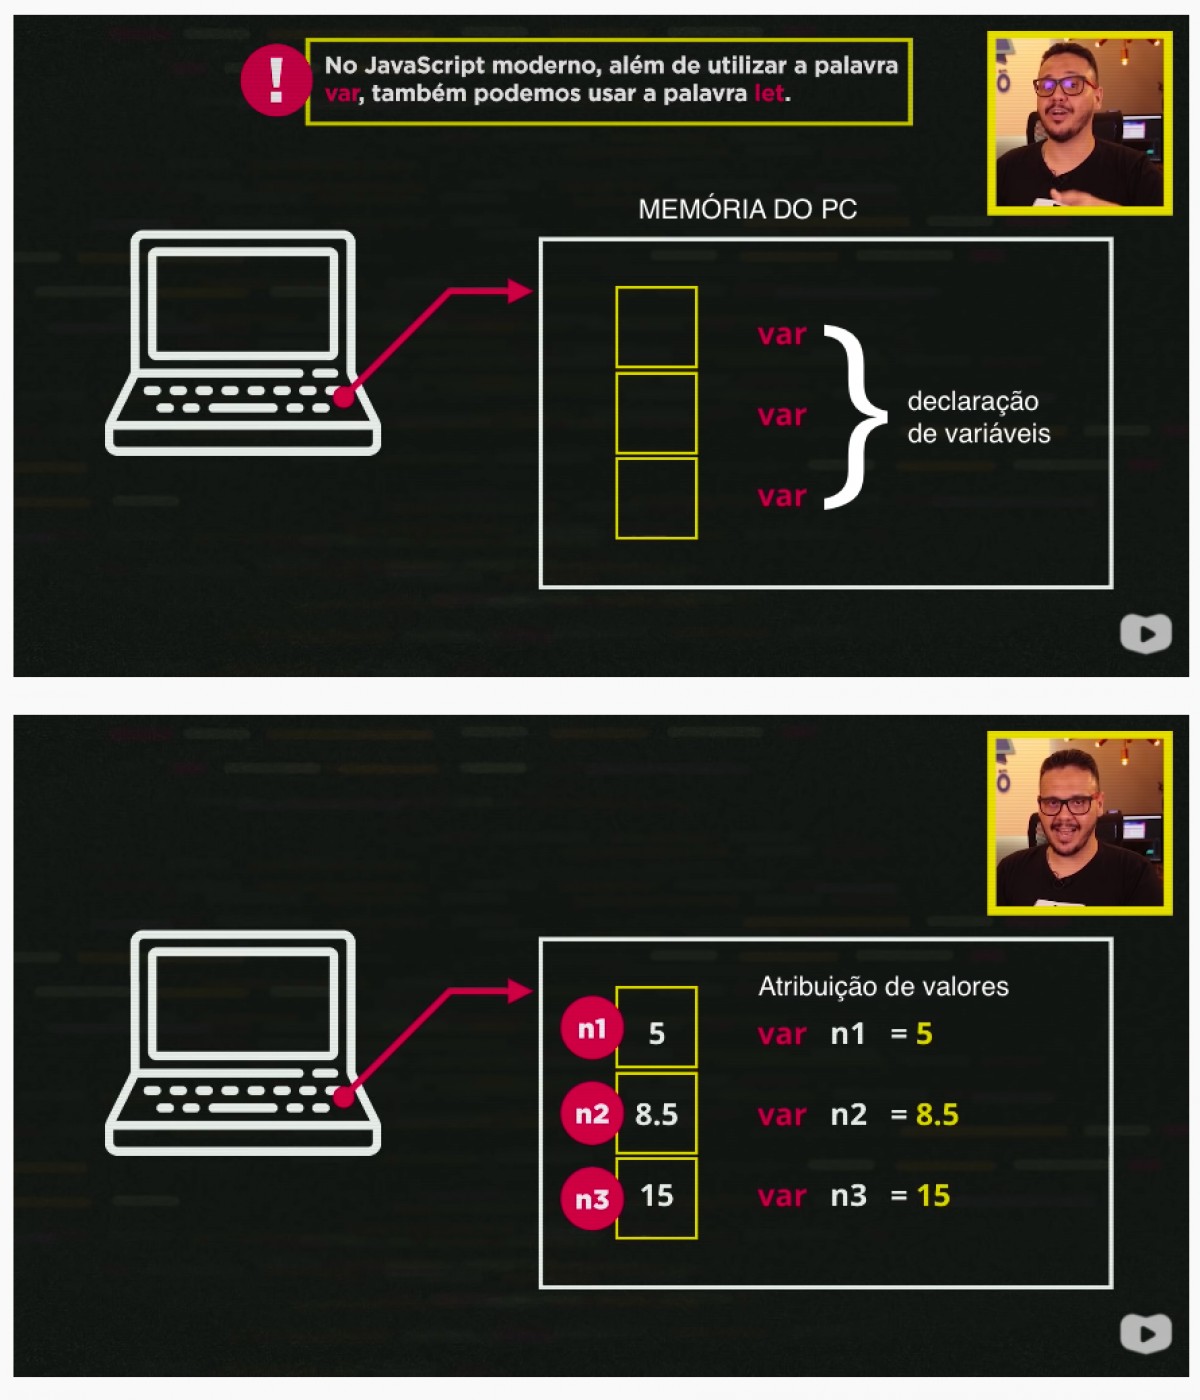 !
No JavaScript moderno, além de utilizar a palavra
var, também podemos usar a palavra let.
MEMÓRIA DO PC
var
var
var
declaração
de variáveis
Atribuição de valores
n1 5 var n1 = 5
n2 8.5 var n2 = 8.5
n3 15 var n3 = 15